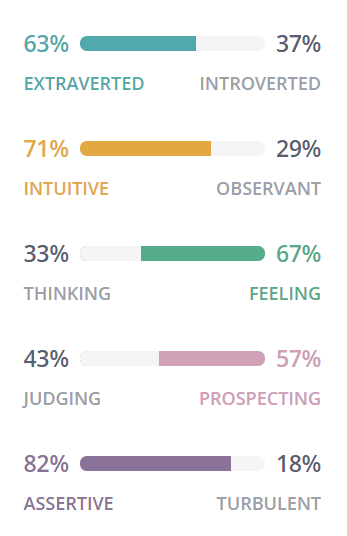 63% 37%
EXTRAVERTED INTROVERTED
71% 29%
INTUITIVE OBSERVANT
33% 67%
THINKING FEELING
43% 57%
JUDGING PROSPECTING
82% 18%
ASSERTIVE TURBULENT